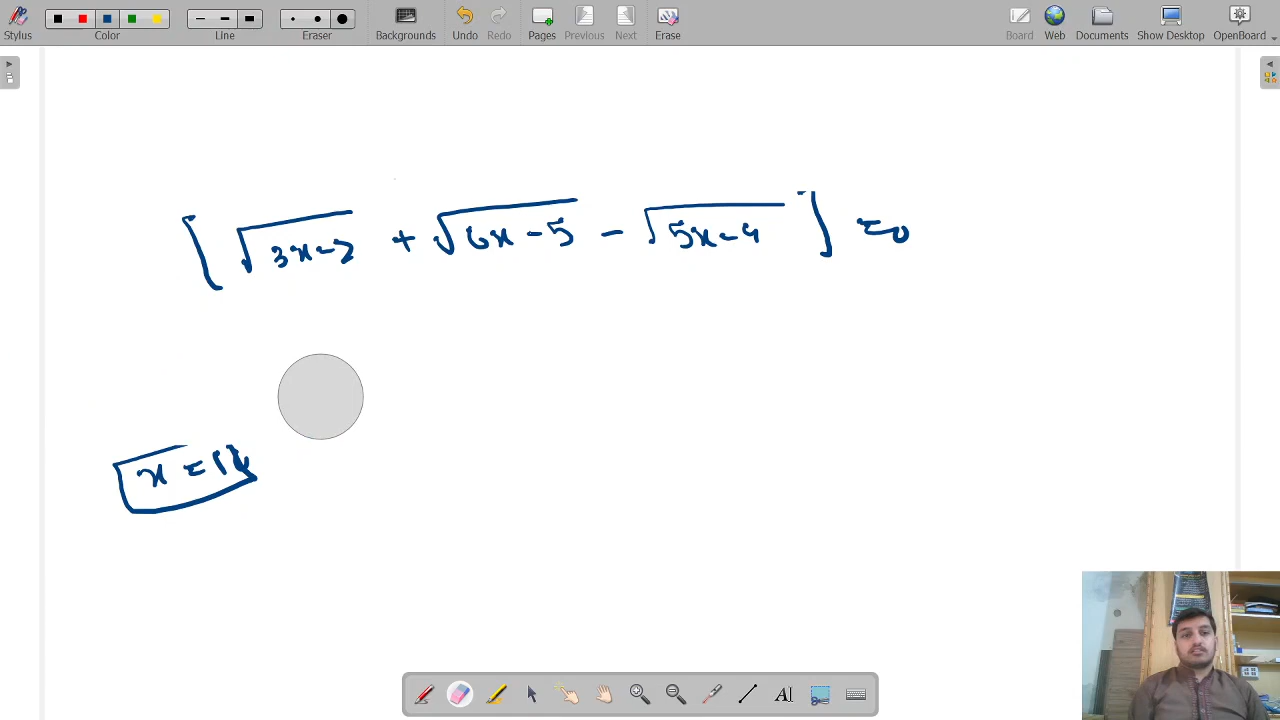 Stylus Color Line Eraser Backgrounds Undo Redo Pages Previous Next Erase Board Web Documents Show Desktop OpenBoard
[ √3x-2 + √6x-5 - √5x-4 ] =0
x =1